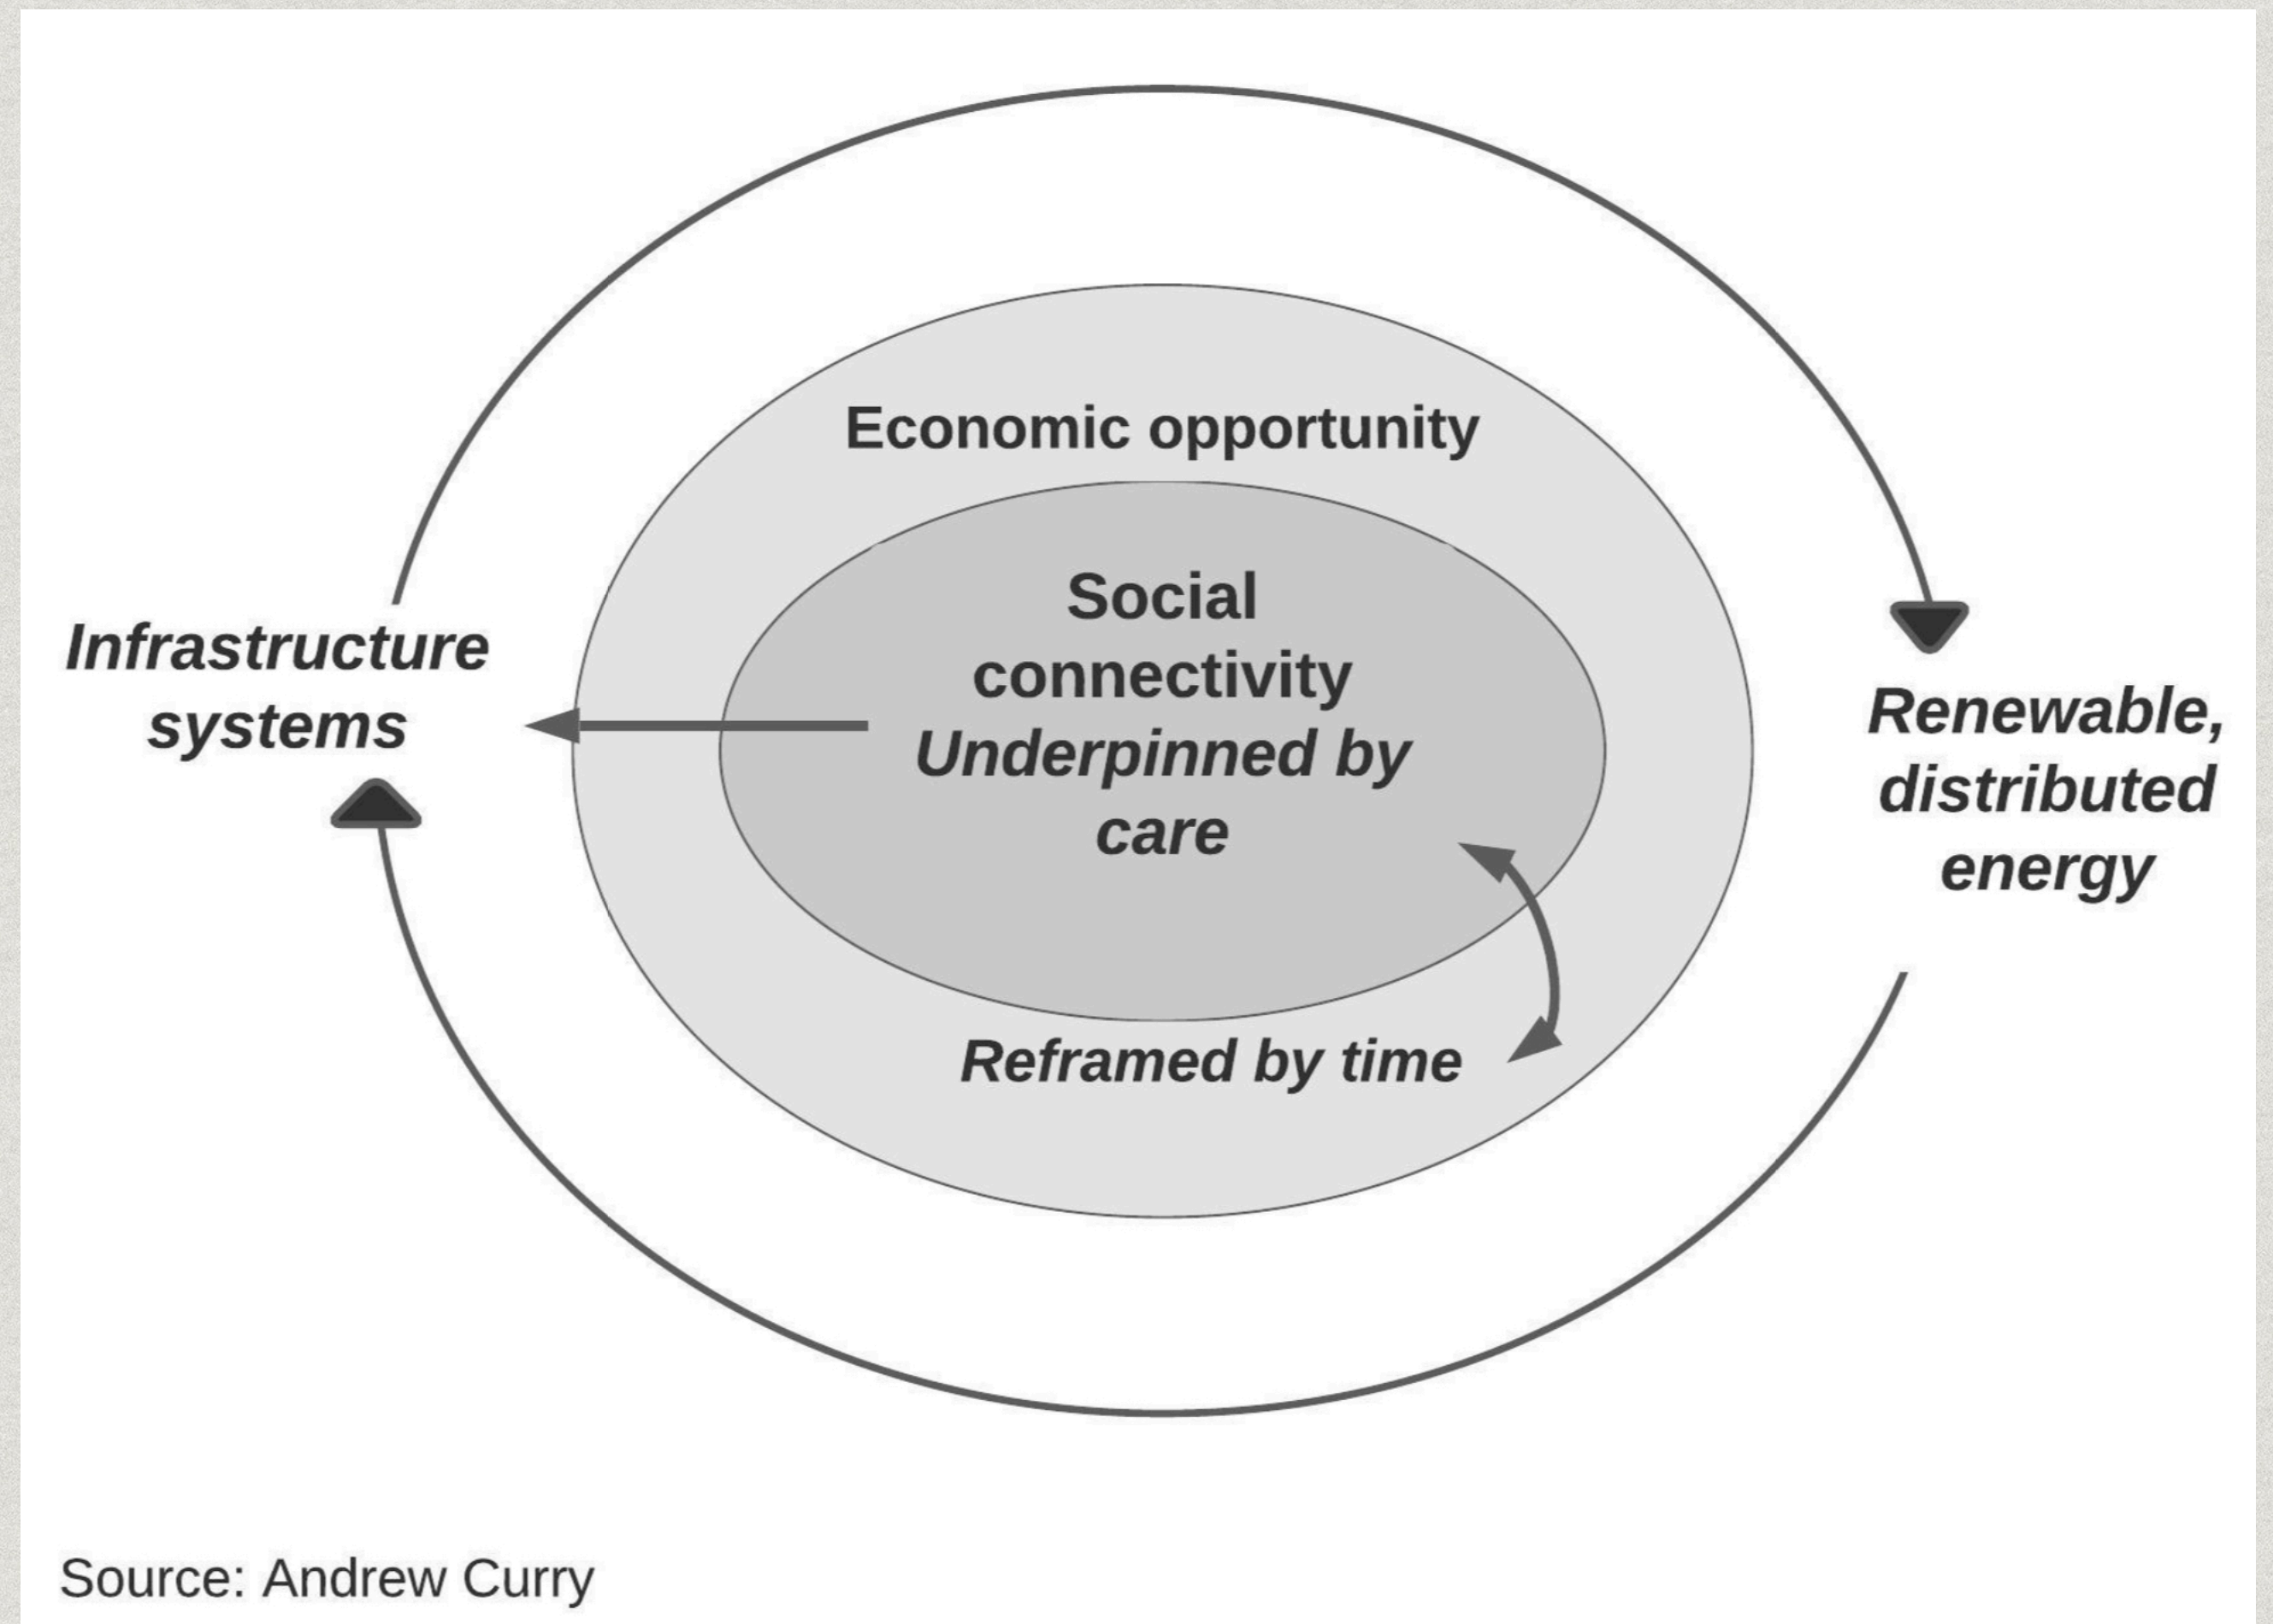 Economic opportunity
Social
connectivity
Underpinned by
care
Reframed by time
Infrastructure
systems
Renewable,
distributed
energy
Source: Andrew Curry